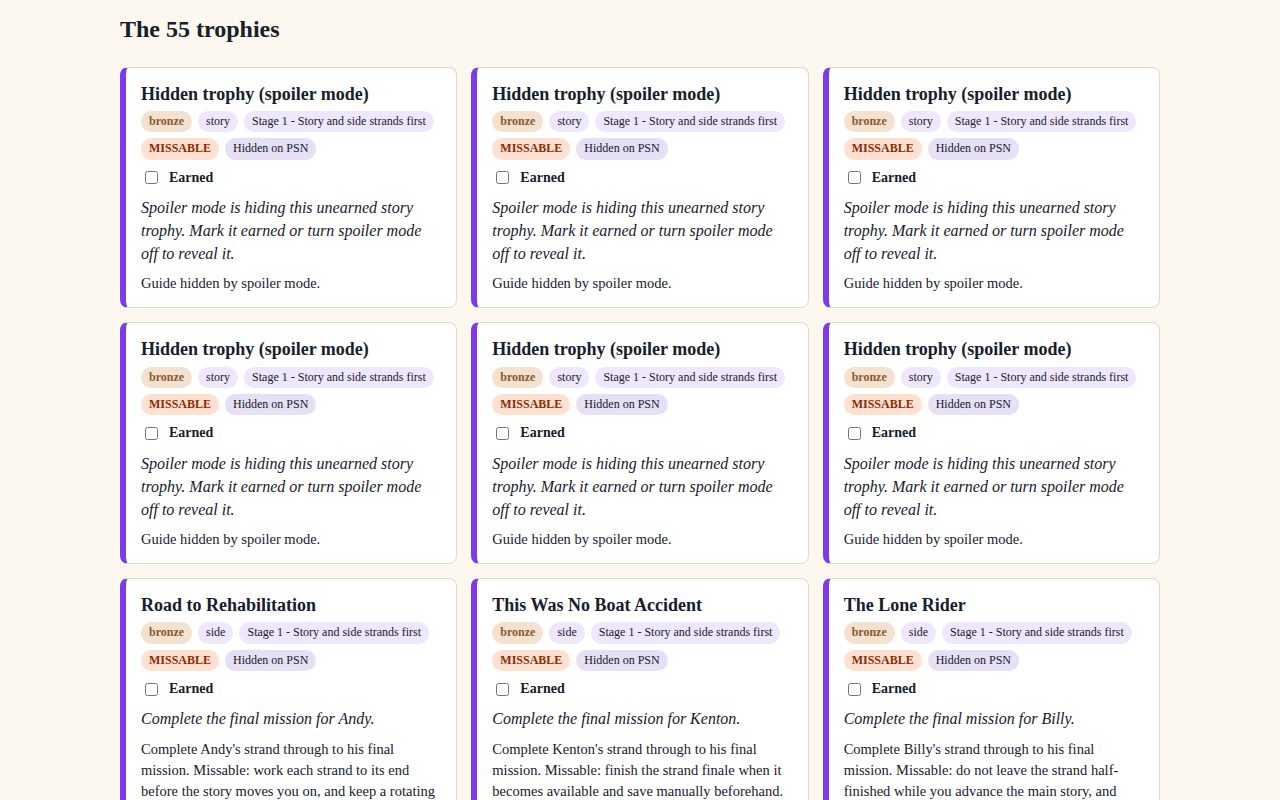 The 55 trophies
Hidden trophy (spoiler mode)
bronze story Stage 1 - Story and side strands first
MISSABLE Hidden on PSN
Earned
Spoiler mode is hiding this unearned story
trophy. Mark it earned or turn spoiler mode
off to reveal it.
Guide hidden by spoiler mode.
Hidden trophy (spoiler mode)
bronze story Stage 1 - Story and side strands first
MISSABLE Hidden on PSN
Earned
Spoiler mode is hiding this unearned story
trophy. Mark it earned or turn spoiler mode
off to reveal it.
Guide hidden by spoiler mode.
Hidden trophy (spoiler mode)
bronze story Stage 1 - Story and side strands first
MISSABLE Hidden on PSN
Earned
Spoiler mode is hiding this unearned story
trophy. Mark it earned or turn spoiler mode
off to reveal it.
Guide hidden by spoiler mode.
Hidden trophy (spoiler mode)
bronze story Stage 1 - Story and side strands first
MISSABLE Hidden on PSN
Earned
Spoiler mode is hiding this unearned story
trophy. Mark it earned or turn spoiler mode
off to reveal it.
Guide hidden by spoiler mode.
Hidden trophy (spoiler mode)
bronze story Stage 1 - Story and side strands first
MISSABLE Hidden on PSN
Earned
Spoiler mode is hiding this unearned story
trophy. Mark it earned or turn spoiler mode
off to reveal it.
Guide hidden by spoiler mode.
Hidden trophy (spoiler mode)
bronze story Stage 1 - Story and side strands first
MISSABLE Hidden on PSN
Earned
Spoiler mode is hiding this unearned story
trophy. Mark it earned or turn spoiler mode
off to reveal it.
Guide hidden by spoiler mode.
Road to Rehabilitation
bronze side Stage 1 - Story and side strands first
MISSABLE Hidden on PSN
Earned
Complete the final mission for Andy.
Complete Andy's strand through to his final
mission. Missable: work each strand to its end
before the story moves you on, and keep a rotating
This Was No Boat Accident
bronze side Stage 1 - Story and side strands first
MISSABLE Hidden on PSN
Earned
Complete the final mission for Kenton.
Complete Kenton's strand through to his final
mission. Missable: finish the strand finale when it
becomes available and save manually beforehand.
The Lone Rider
bronze side Stage 1 - Story and side strands first
MISSABLE Hidden on PSN
Earned
Complete the final mission for Billy.
Complete Billy's strand through to his final
mission. Missable: do not leave the strand half-
finished while you advance the main story, and